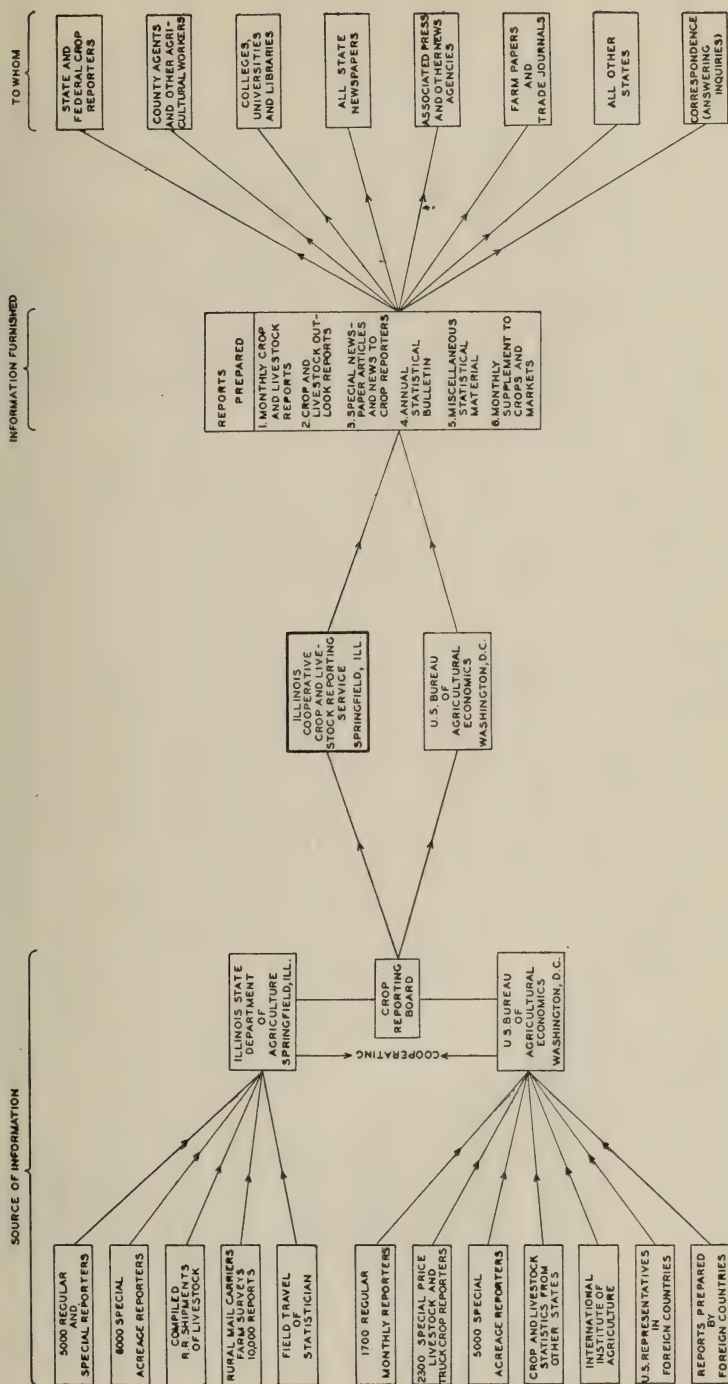 SOURCE OF INFORMATION
INFORMATION FURNISHED
TO WHOM
5000 REGULAR
AND
SPECIAL REPORTERS
6000 SPECIAL
ACREAGE REPORTERS
COMPILED
R.R. SHIPMENTS
OF LIVESTOCK
RURAL MAIL CARRIERS
FARM SURVEYS
10,000 REPORTS
FIELD TRAVEL
OF
STATISTICIAN
1700 REGULAR
MONTHLY REPORTERS
2300 SPECIAL PRICE
LIVESTOCK AND
TRUCK CROP REPORTERS
5000 SPECIAL
ACREAGE REPORTERS
CROP AND LIVESTOCK
STATISTICS FROM
OTHER STATES
INTERNATIONAL
INSTITUTE OF
AGRICULTURE
U.S. REPRESENTATIVES
IN
FOREIGN COUNTRIES
REPORTS PREPARED
BY
FOREIGN COUNTRIES
ILLINOIS STATE
DEPARTMENT
OF
AGRICULTURE
SPRINGFIELD, ILL.
COOPERATING
CROP
REPORTING
BOARD
U S BUREAU
OF
AGRICULTURAL
ECONOMICS
WASHINGTON, D.C.
ILLINOIS
COOPERATIVE
CROP AND LIVE-
STOCK REPORTING
SERVICE
SPRINGFIELD, ILL.
U.S. BUREAU
OF
AGRICULTURAL
ECONOMICS
WASHINGTON, D.C.
REPORTS
PREPARED
1. MONTHLY CROP
AND LIVESTOCK
REPORTS
2. CROP AND
LIVESTOCK OUT-
LOOK REPORTS
3. SPECIAL NEWS-
PAPER ARTICLES
AND NEWS TO
CROP REPORTERS
4. ANNUAL
STATISTICAL
BULLETIN
5. MISCELLANEOUS
STATISTICAL
MATERIAL
6. MONTHLY
SUPPLEMENT TO
CROPS AND
MARKETS
STATE AND
FEDERAL CROP
REPORTERS
COUNTY AGENTS
AND OTHER AGRI-
CULTURAL WORKERS
COLLEGES,
UNIVERSITIES
AND LIBRARIES
ALL STATE
NEWSPAPERS
ASSOCIATED PRESS
AND OTHER NEWS
AGENCIES
FARM PAPERS
AND
TRADE JOURNALS
ALL OTHER
STATES
CORRESPONDENCE
(ANSWERING
INQUIRIES)